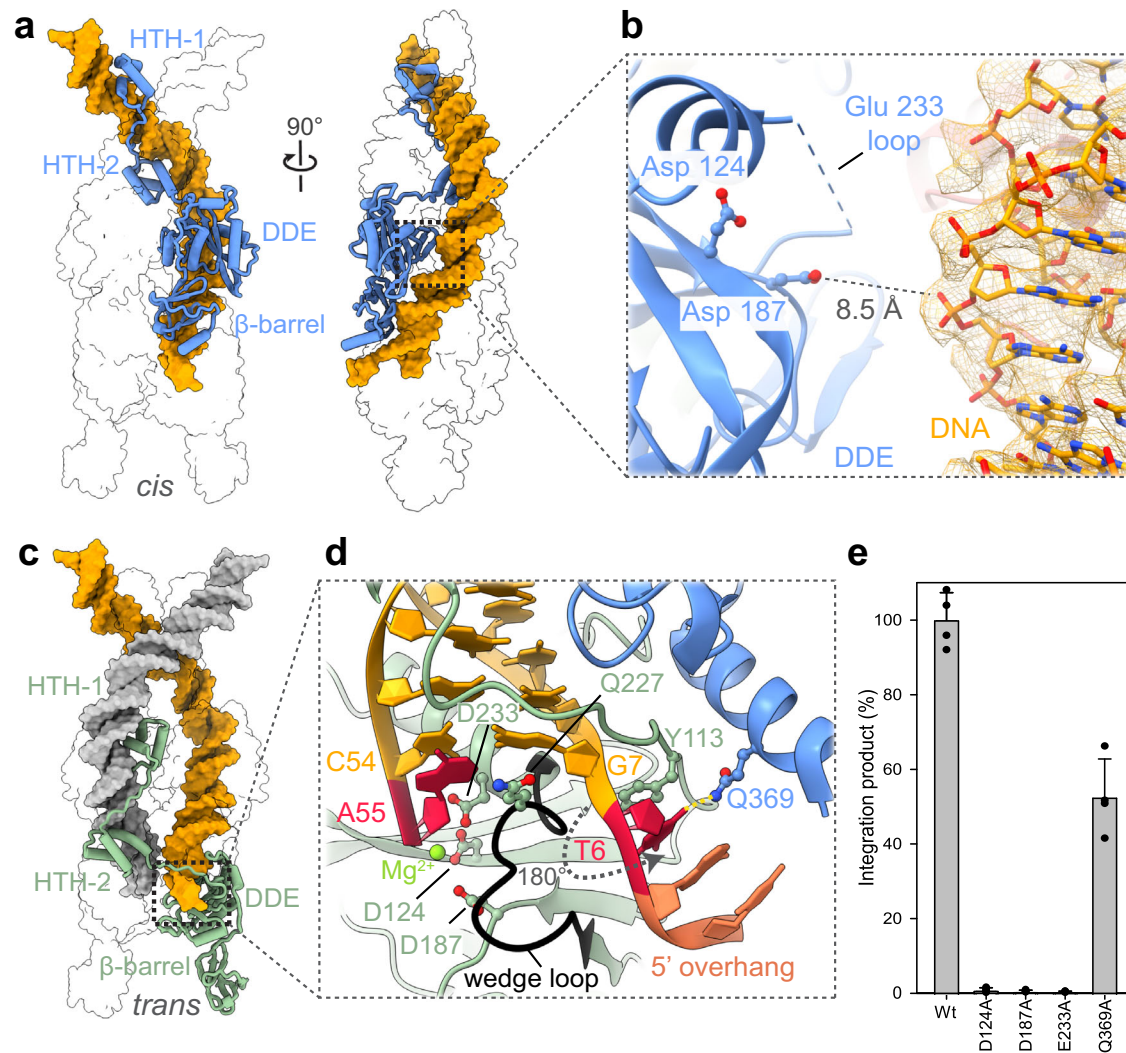 a
HTH-1
HTH-2
90°
DDE
β-barrel
cis
b
Glu 233
loop
Asp 124
Asp 187
8.5 Å
DNA
DDE
c
HTH-1
HTH-2
DDE
β-barrel
trans
d
Q227
D233
Y113
C54
G7
A55
Q369
Mg²⁺
T6
180°
D124
D187
wedge loop
5' overhang
e
Integration product (%)
100
80
60
40
20
0
Wt
D124A
D187A
E233A
Q369A